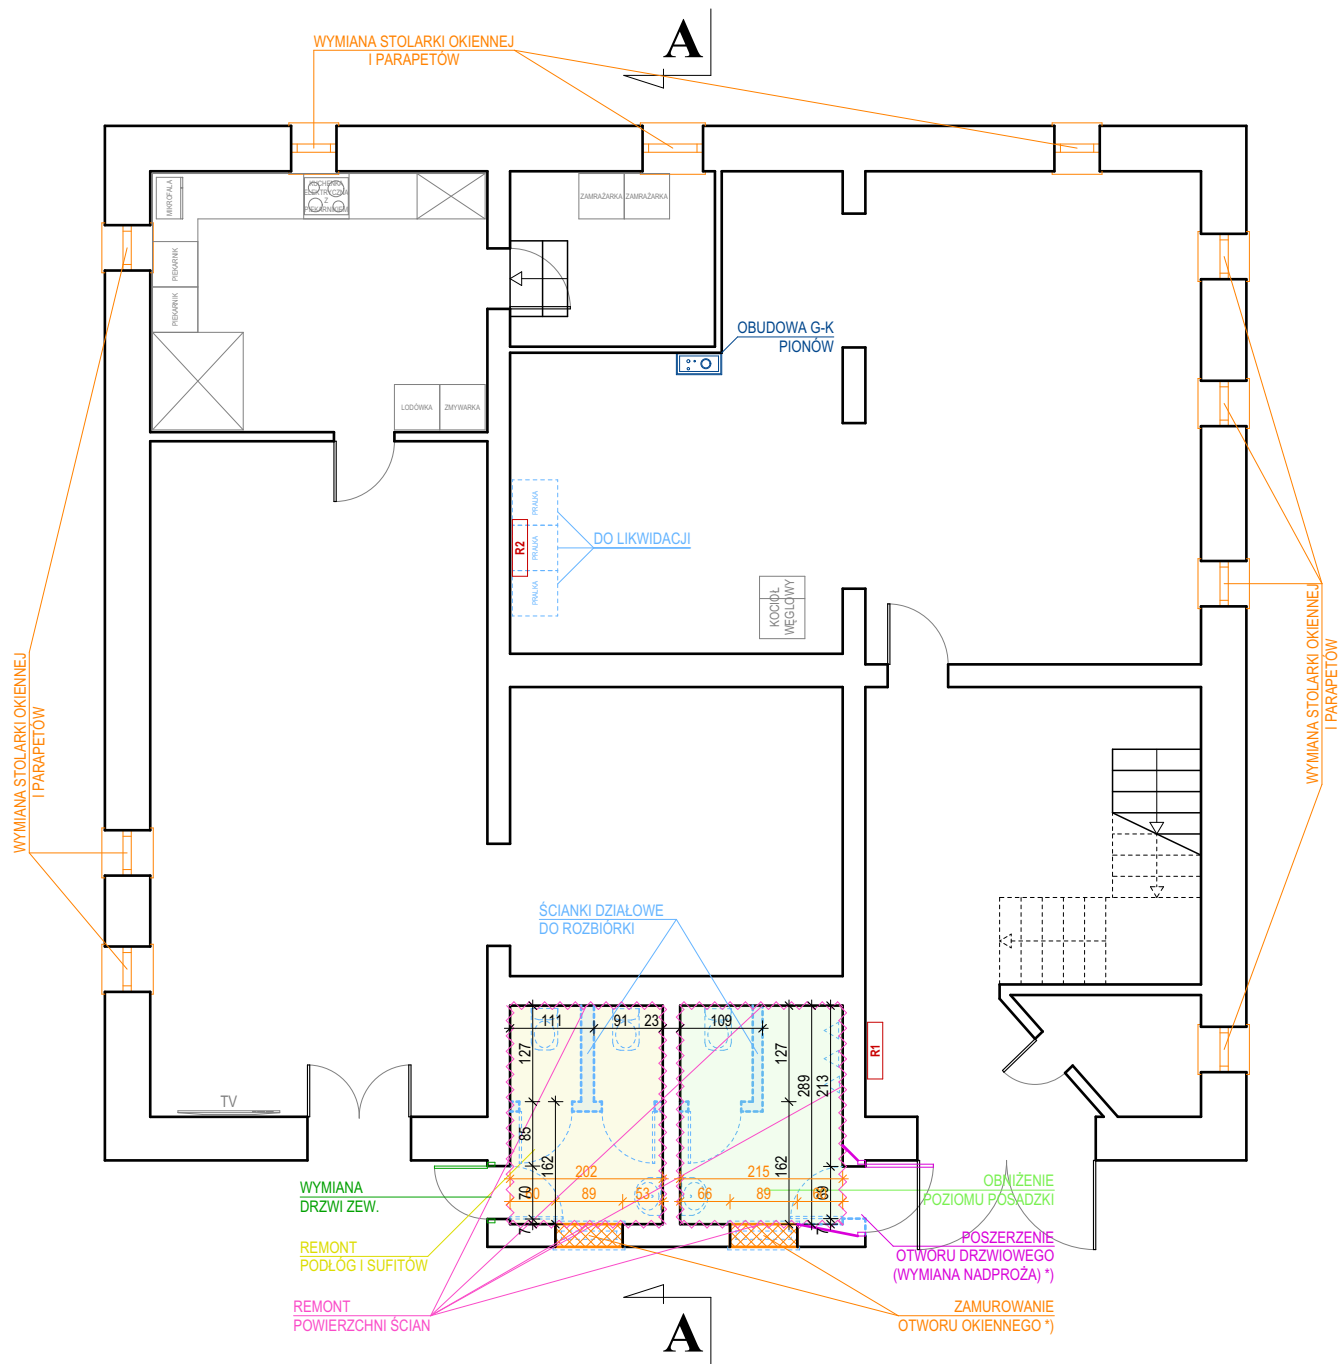 A
WYMIANA STOLARKI OKIENNEJ
I PARAPETÓW
MIKROFALA
KUCHENKA
ELEKTRYCZNA
Z
PIEKARNIKIEM
ZAMRAŻARKA
ZAMRAŻARKA
PIEKARNIK
PIEKARNIK
OBUDOWA G-K
PIONÓW
LODÓWKA
ZMYWARKA
PRALKA
PRALKA
PRALKA
R2
DO LIKWIDACJI
KOCIOŁ
WĘGLOWY
WYMIANA STOLARKI OKIENNEJ
I PARAPETÓW
WYMIANA STOLARKI OKIENNEJ
I PARAPETÓW
ŚCIANKI DZIAŁOWE
DO ROZBIÓRKI
111
91
23
109
127
127
289
213
R1
TV
85
162
162
202
215
70
89
53
66
89
69
WYMIANA
DRZWI ZEW.
OBNIŻENIE
POZIOMU POSADZKI
REMONT
PODŁÓG I SUFITÓW
POSZERZENIE
OTWORU DRZWIOWEGO
(WYMIANA NADPROŻA) *)
REMONT
POWIERZCHNI ŚCIAN
ZAMUROWANIE
OTWORU OKIENNEGO *)
A